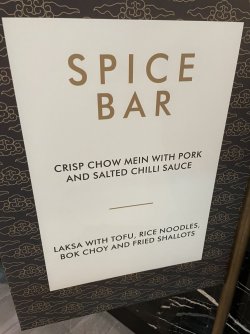 SPICE
BAR
CRISP CHOW MEIN WITH PORK
AND SALTED CHILLI SAUCE
LAKSA WITH TOFU, RICE NOODLES,
BOK CHOY AND FRIED SHALLOTS